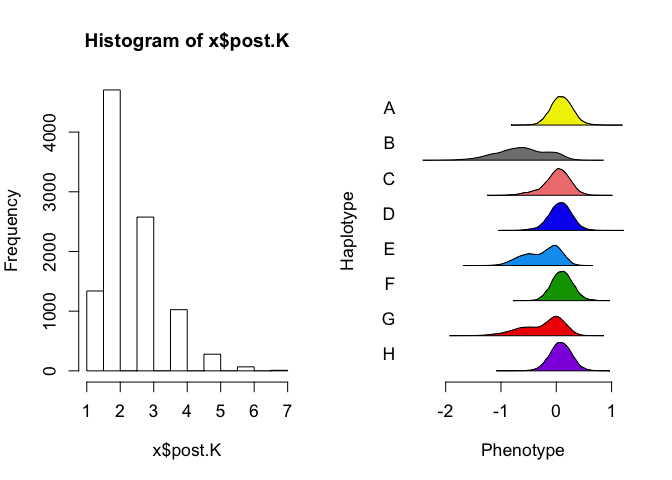 Histogram of x$post.K
Frequency
0
1000
2000
3000
4000
1 2 3 4 5 6 7
x$post.K
Haplotype
A
B
C
D
E
F
G
H
-2 -1 0 1
Phenotype